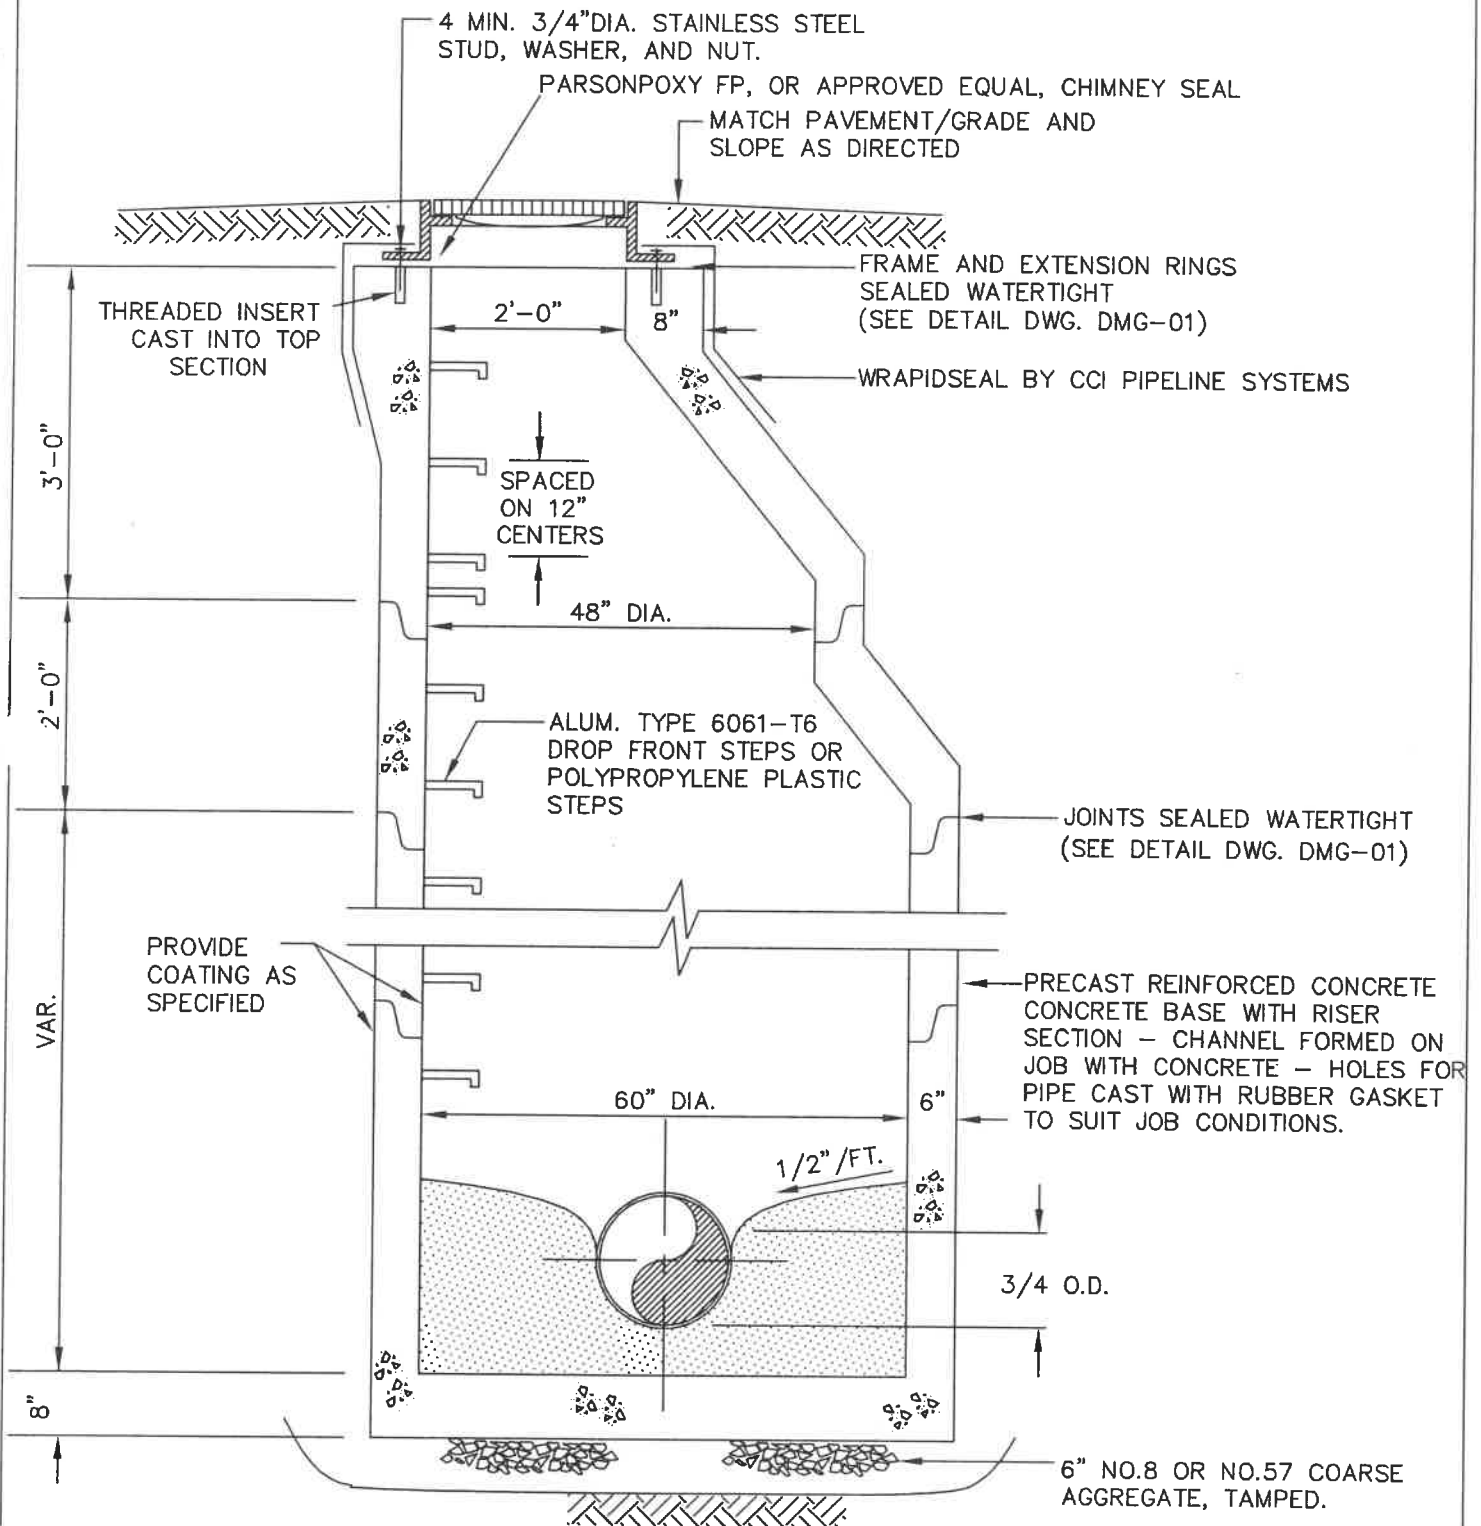 4 MIN. 3/4"DIA. STAINLESS STEEL
STUD, WASHER, AND NUT.
PARSONPOXY FP, OR APPROVED EQUAL, CHIMNEY SEAL
MATCH PAVEMENT/GRADE AND
SLOPE AS DIRECTED
FRAME AND EXTENSION RINGS
SEALED WATERTIGHT
(SEE DETAIL DWG. DMG-01)
THREADED INSERT
CAST INTO TOP
SECTION
2'-0"
8"
WRAPIDSEAL BY CCI PIPELINE SYSTEMS
3'-0"
SPACED
ON 12"
CENTERS
48" DIA.
2'-0"
ALUM. TYPE 6061-T6
DROP FRONT STEPS OR
POLYPROPYLENE PLASTIC
STEPS
JOINTS SEALED WATERTIGHT
(SEE DETAIL DWG. DMG-01)
PROVIDE
COATING AS
SPECIFIED
VAR.
PRECAST REINFORCED CONCRETE
CONCRETE BASE WITH RISER
SECTION - CHANNEL FORMED ON
JOB WITH CONCRETE - HOLES FOR
PIPE CAST WITH RUBBER GASKET
TO SUIT JOB CONDITIONS.
60" DIA.
6"
1/2"/FT.
3/4 O.D.
8"
6" NO.8 OR NO.57 COARSE
AGGREGATE, TAMPED.